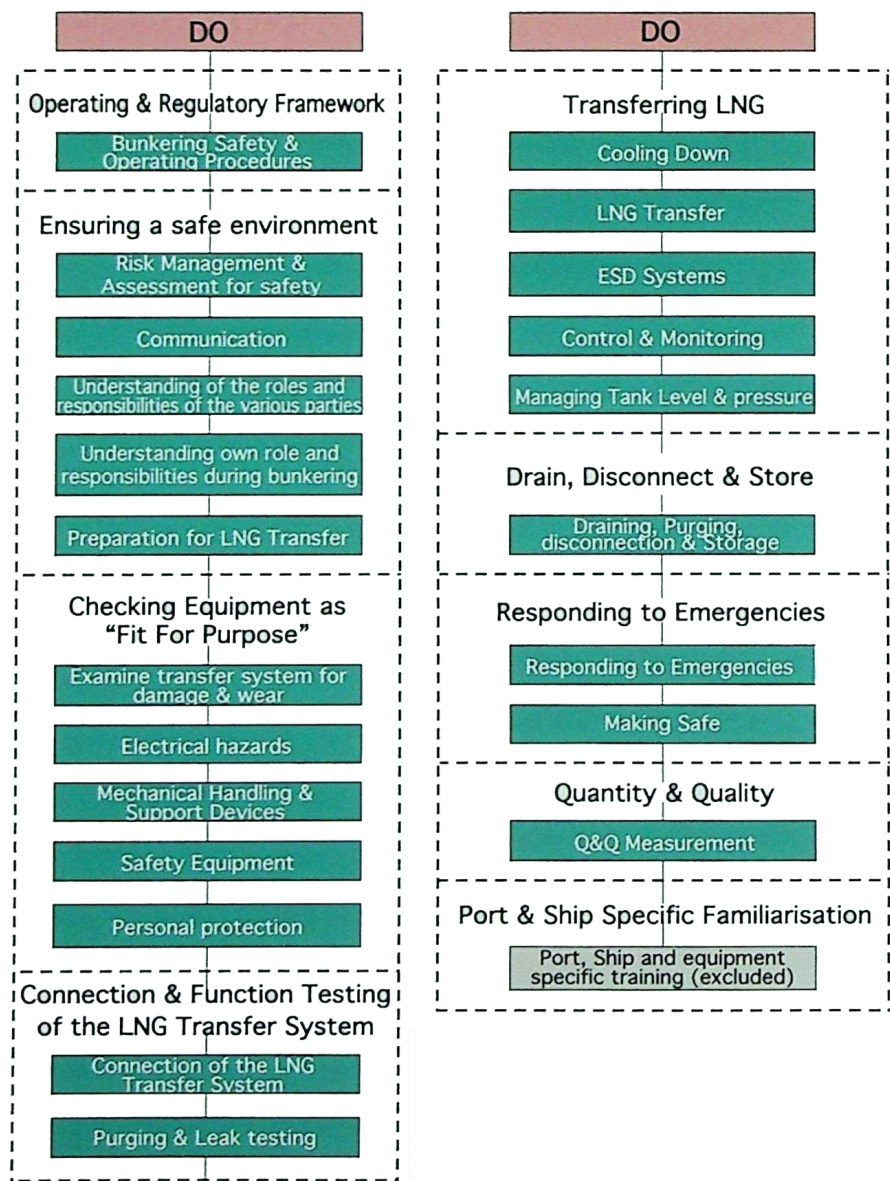 DO
Operating & Regulatory Framework
Bunkering Safety &
Operating Procedures
Ensuring a safe environment
Risk Management &
Assessment for safety
Communication
Understanding of the roles and
responsibilities of the various parties
Understanding own role and
responsibilities during bunkering
Preparation for LNG Transfer
Checking Equipment as
“Fit For Purpose”
Examine transfer system for
damage & wear
Electrical hazards
Mechanical Handling &
Support Devices
Safety Equipment
Personal protection
Connection & Function Testing
of the LNG Transfer System
Connection of the LNG
Transfer System
Purging & Leak testing
DO
Transferring LNG
Cooling Down
LNG Transfer
ESD Systems
Control & Monitoring
Managing Tank Level & pressure
Drain, Disconnect & Store
Draining, Purging,
disconnection & Storage
Responding to Emergencies
Responding to Emergencies
Making Safe
Quantity & Quality
Q&Q Measurement
Port & Ship Specific Familiarisation
Port, Ship and equipment
specific training (excluded)